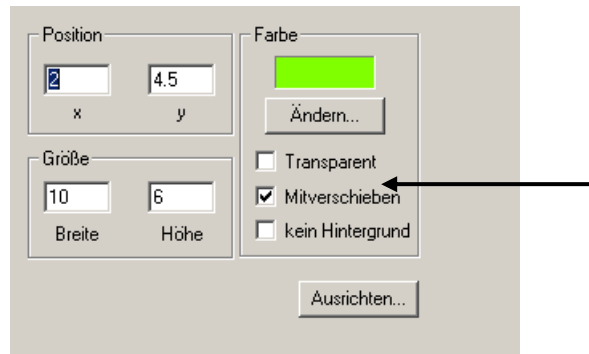 Position
2
4.5
x
y
Größe
10
6
Breite
Höhe
Farbe
Ändern...
Transparent
Mitverschieben
kein Hintergrund
Ausrichten...